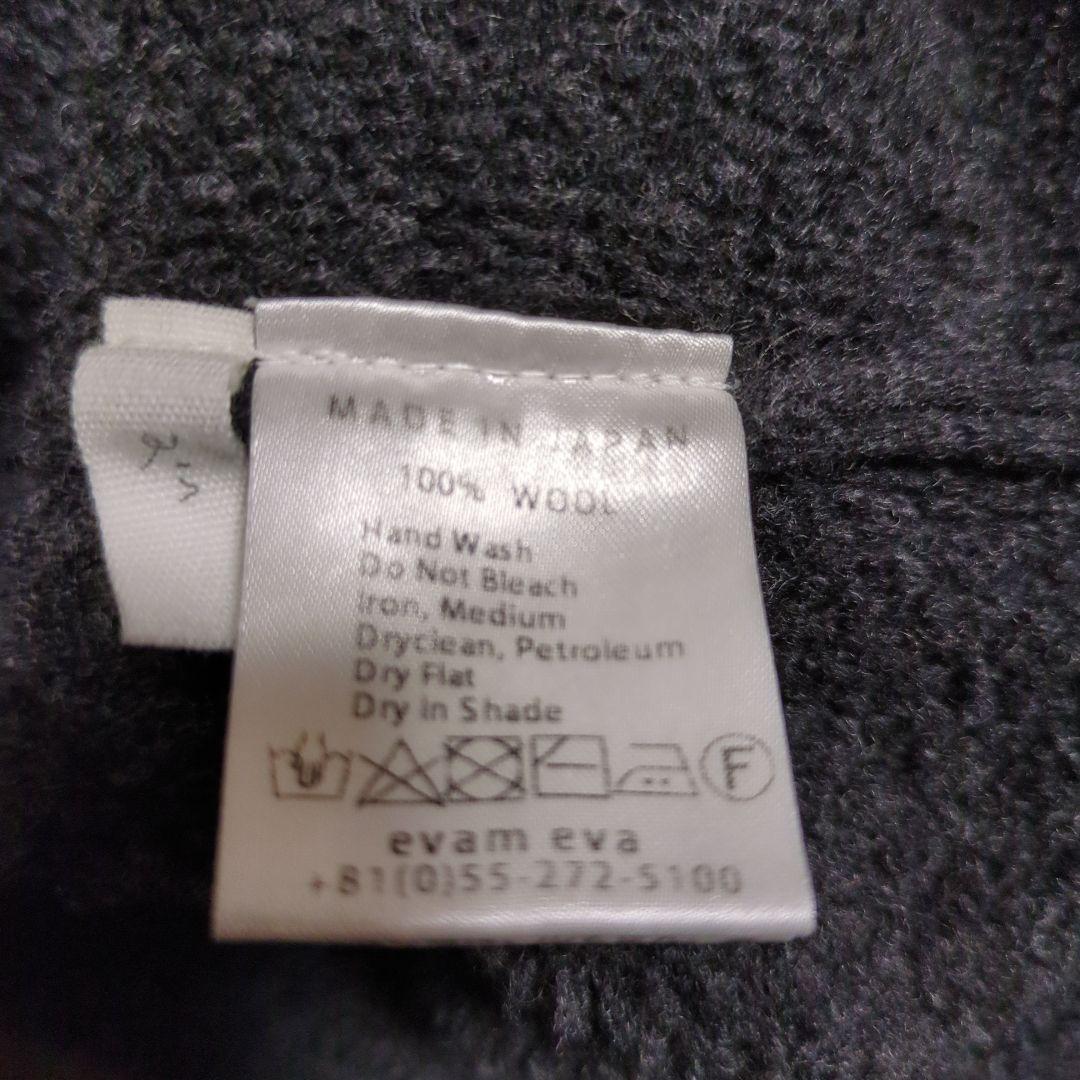 MADE IN JAPAN
100% WOOL
Hand Wash
Do Not Bleach
Iron, Medium
Dryclean, Petroleum
Dry Flat
Dry in Shade
F
evam eva
+81(0)55-272-5100